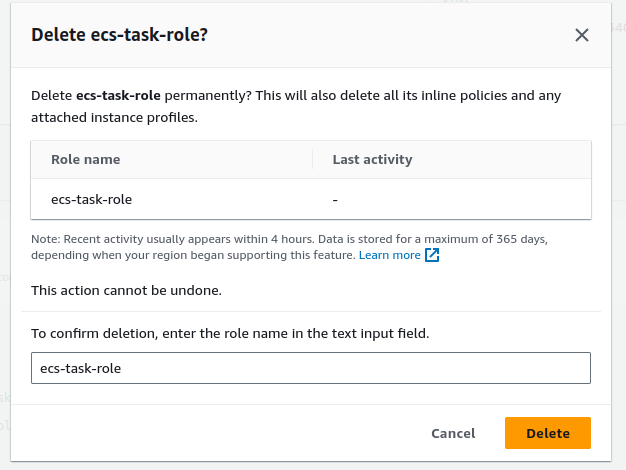 Delete ecs-task-role?
Delete ecs-task-role permanently? This will also delete all its inline policies and any
attached instance profiles.
Role name
Last activity
ecs-task-role
-
Note: Recent activity usually appears within 4 hours. Data is stored for a maximum of 365 days,
depending when your region began supporting this feature. Learn more
This action cannot be undone.
To confirm deletion, enter the role name in the text input field.
ecs-task-role
Cancel
Delete